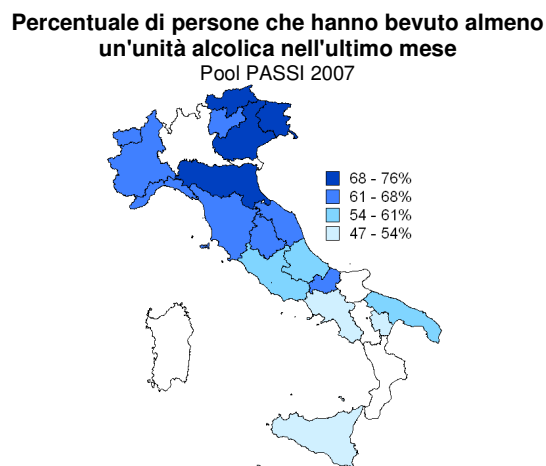 Percentuale di persone che hanno bevuto almeno
un'unità alcolica nell'ultimo mese
Pool PASSI 2007
68 - 76%
61 - 68%
54 - 61%
47 - 54%